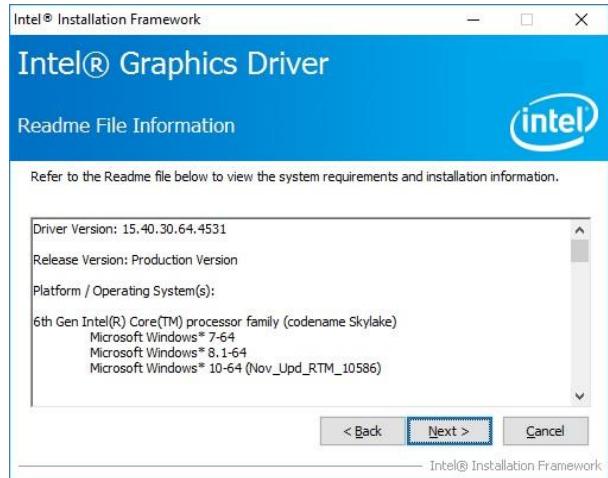 Intel® Installation Framework
Intel® Graphics Driver
Readme File Information
intel
Refer to the Readme file below to view the system requirements and installation information.
Driver Version: 15.40.30.64.4531
Release Version: Production Version
Platform / Operating System(s):
6th Gen Intel(R) Core(TM) processor family (codename Skylake)
Microsoft Windows* 7-64
Microsoft Windows* 8.1-64
Microsoft Windows* 10-64 (Nov_Upd_RTM_10586)
< Back Next > Cancel
Intel® Installation Framework